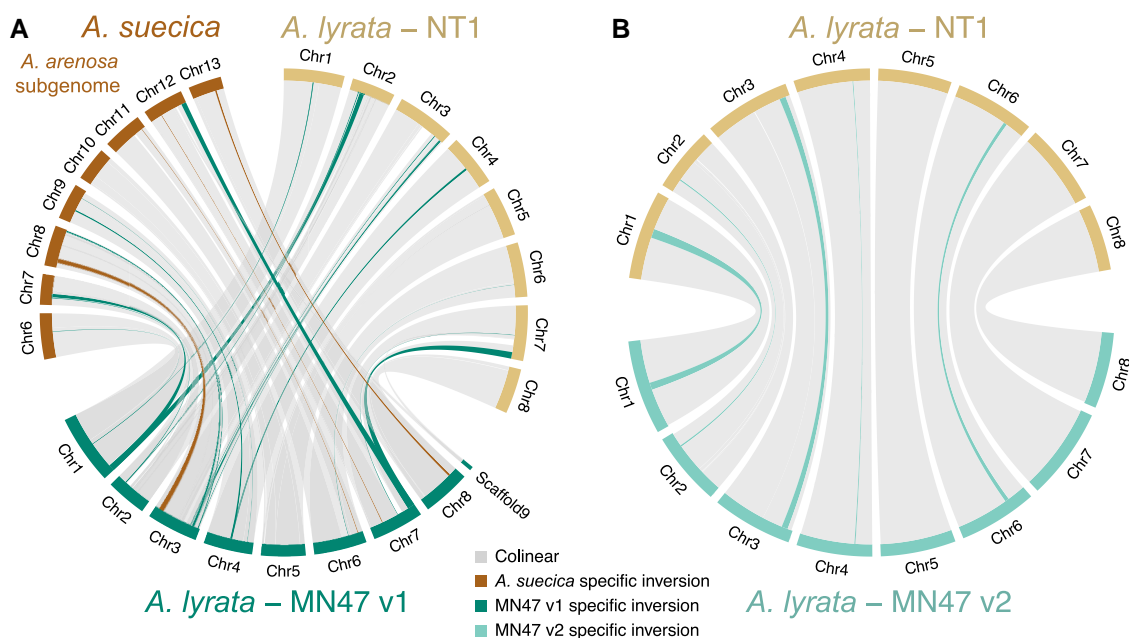 A
A. suecica
A. lyrata – NT1
A. arenosa
subgenome
Chr13
Chr12
Chr11
Chr10
Chr9
Chr8
Chr7
Chr6
Chr1
Chr2
Chr3
Chr4
Chr5
Chr6
Chr7
Chr8
Chr1
Chr2
Chr3
Chr4
Chr5
Chr6
Chr7
Chr8
Scaffold9
A. lyrata – MN47 v1
Colinear
A. suecica specific inversion
MN47 v1 specific inversion
MN47 v2 specific inversion
B
A. lyrata – NT1
Chr1
Chr2
Chr3
Chr4
Chr5
Chr6
Chr7
Chr8
Chr1
Chr2
Chr3
Chr4
Chr5
Chr6
Chr7
Chr8
A. lyrata – MN47 v2